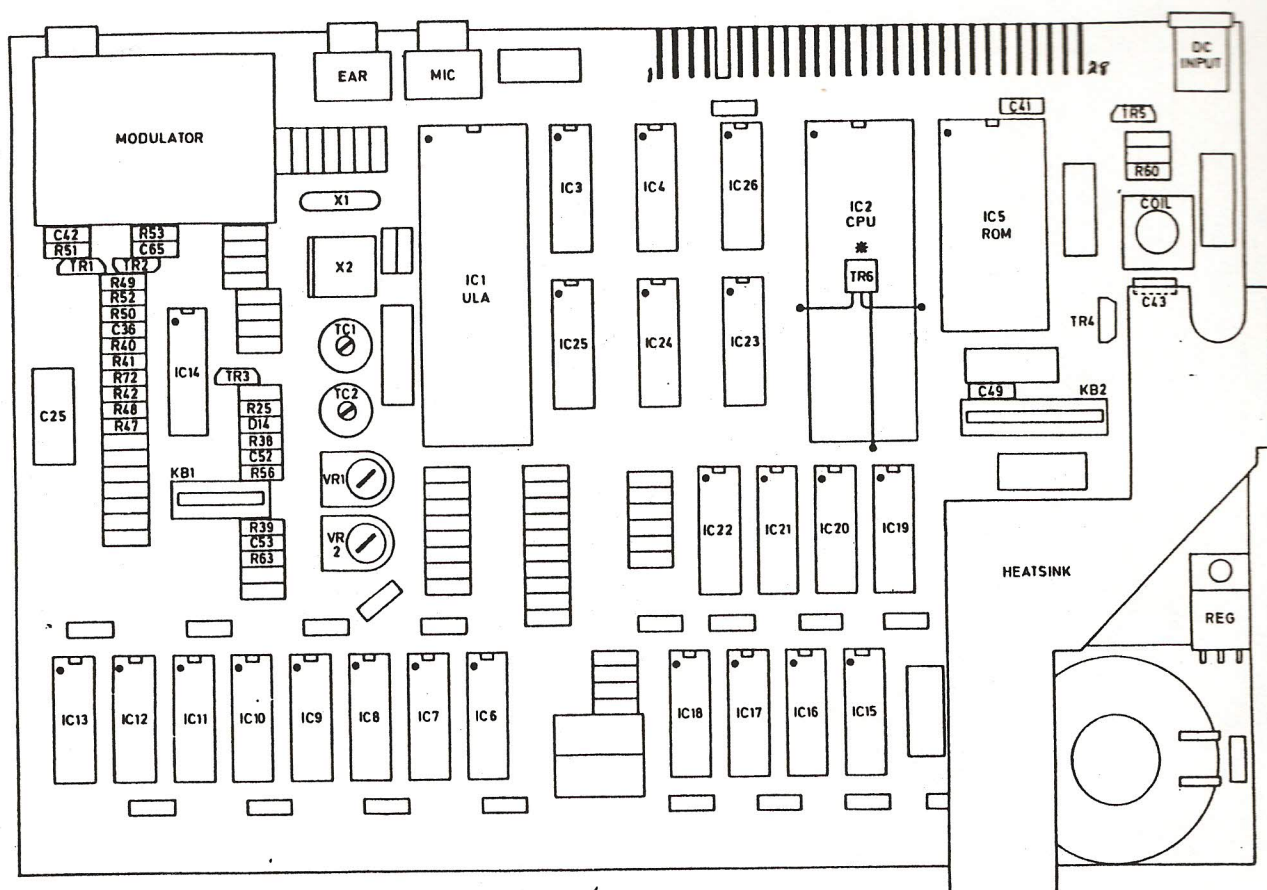 DC
INPUT
EAR
MIC
1
28
C41
TR5
MODULATOR
R60
X1
IC3
IC4
IC26
IC2
CPU
*
TR6
IC5
ROM
COIL
C42
R51
TR1
R53
C65
TR2
X2
IC1
ULA
C43
R49
R52
R50
C36
R40
R41
R72
R42
R48
R47
IC14
TC1
TC2
IC25
IC24
IC23
TR4
TR3
C25
R25
D14
R38
C52
R56
C49
KB2
KB1
VR1
VR
2
R39
C53
R63
IC22
IC21
IC20
IC19
HEATSINK
REG
IC13
IC12
IC11
IC10
IC9
IC8
IC7
IC6
IC18
IC17
IC16
IC15